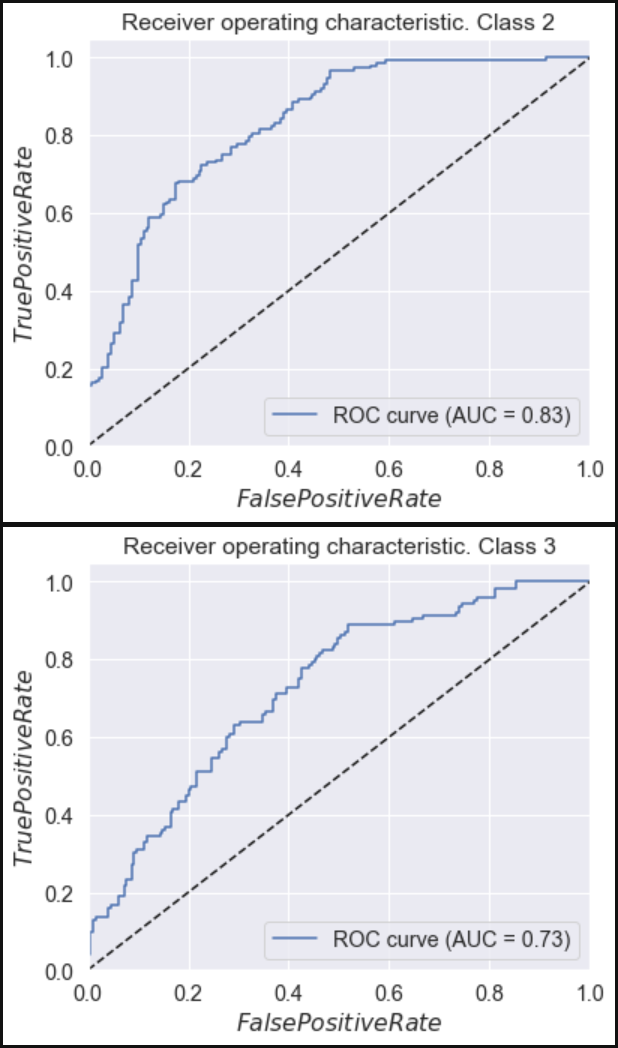 Receiver operating characteristic. Class 2
1.0
0.8
0.6
0.4
0.2
0.0
TruePositiveRate
ROC curve (AUC = 0.83)
0.0 0.2 0.4 0.6 0.8 1.0
FalsePositiveRate
Receiver operating characteristic. Class 3
1.0
0.8
0.6
0.4
0.2
0.0
TruePositiveRate
ROC curve (AUC = 0.73)
0.0 0.2 0.4 0.6 0.8 1.0
FalsePositiveRate